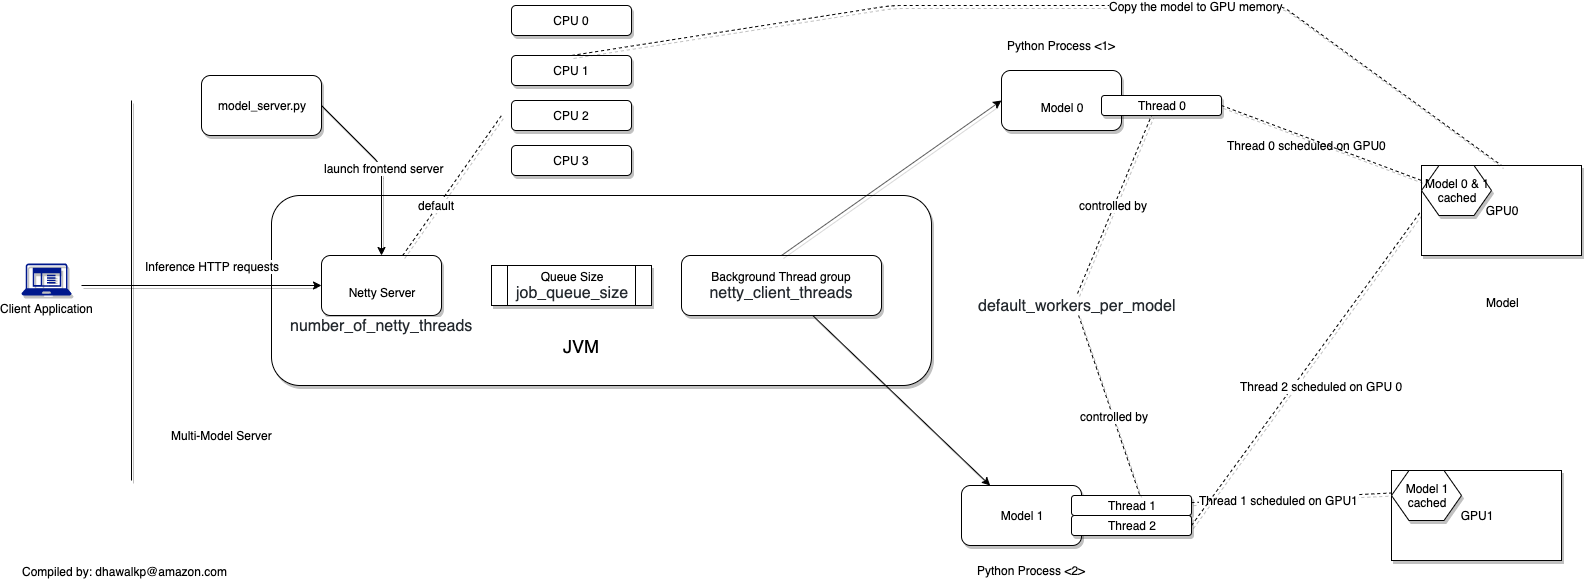 CPU 0
Copy the model to GPU memory
Python Process <1>
CPU 1
model_server.py
Model 0
Thread 0
CPU 2
Thread 0 scheduled on GPU0
CPU 3
launch frontend server
Model 0 & 1
cached
GPU0
default
controlled by
Inference HTTP requests
Client Application
Netty Server
number_of_netty_threads
Queue Size
job_queue_size
Background Thread group
netty_client_threads
default_workers_per_model
Model
JVM
Thread 2 scheduled on GPU 0
controlled by
Multi-Model Server
Model 1
Thread 1
Thread 2
Thread 1 scheduled on GPU1
Model 1
cached
GPU1
Python Process <2>
Compiled by: dhawalkp@amazon.com